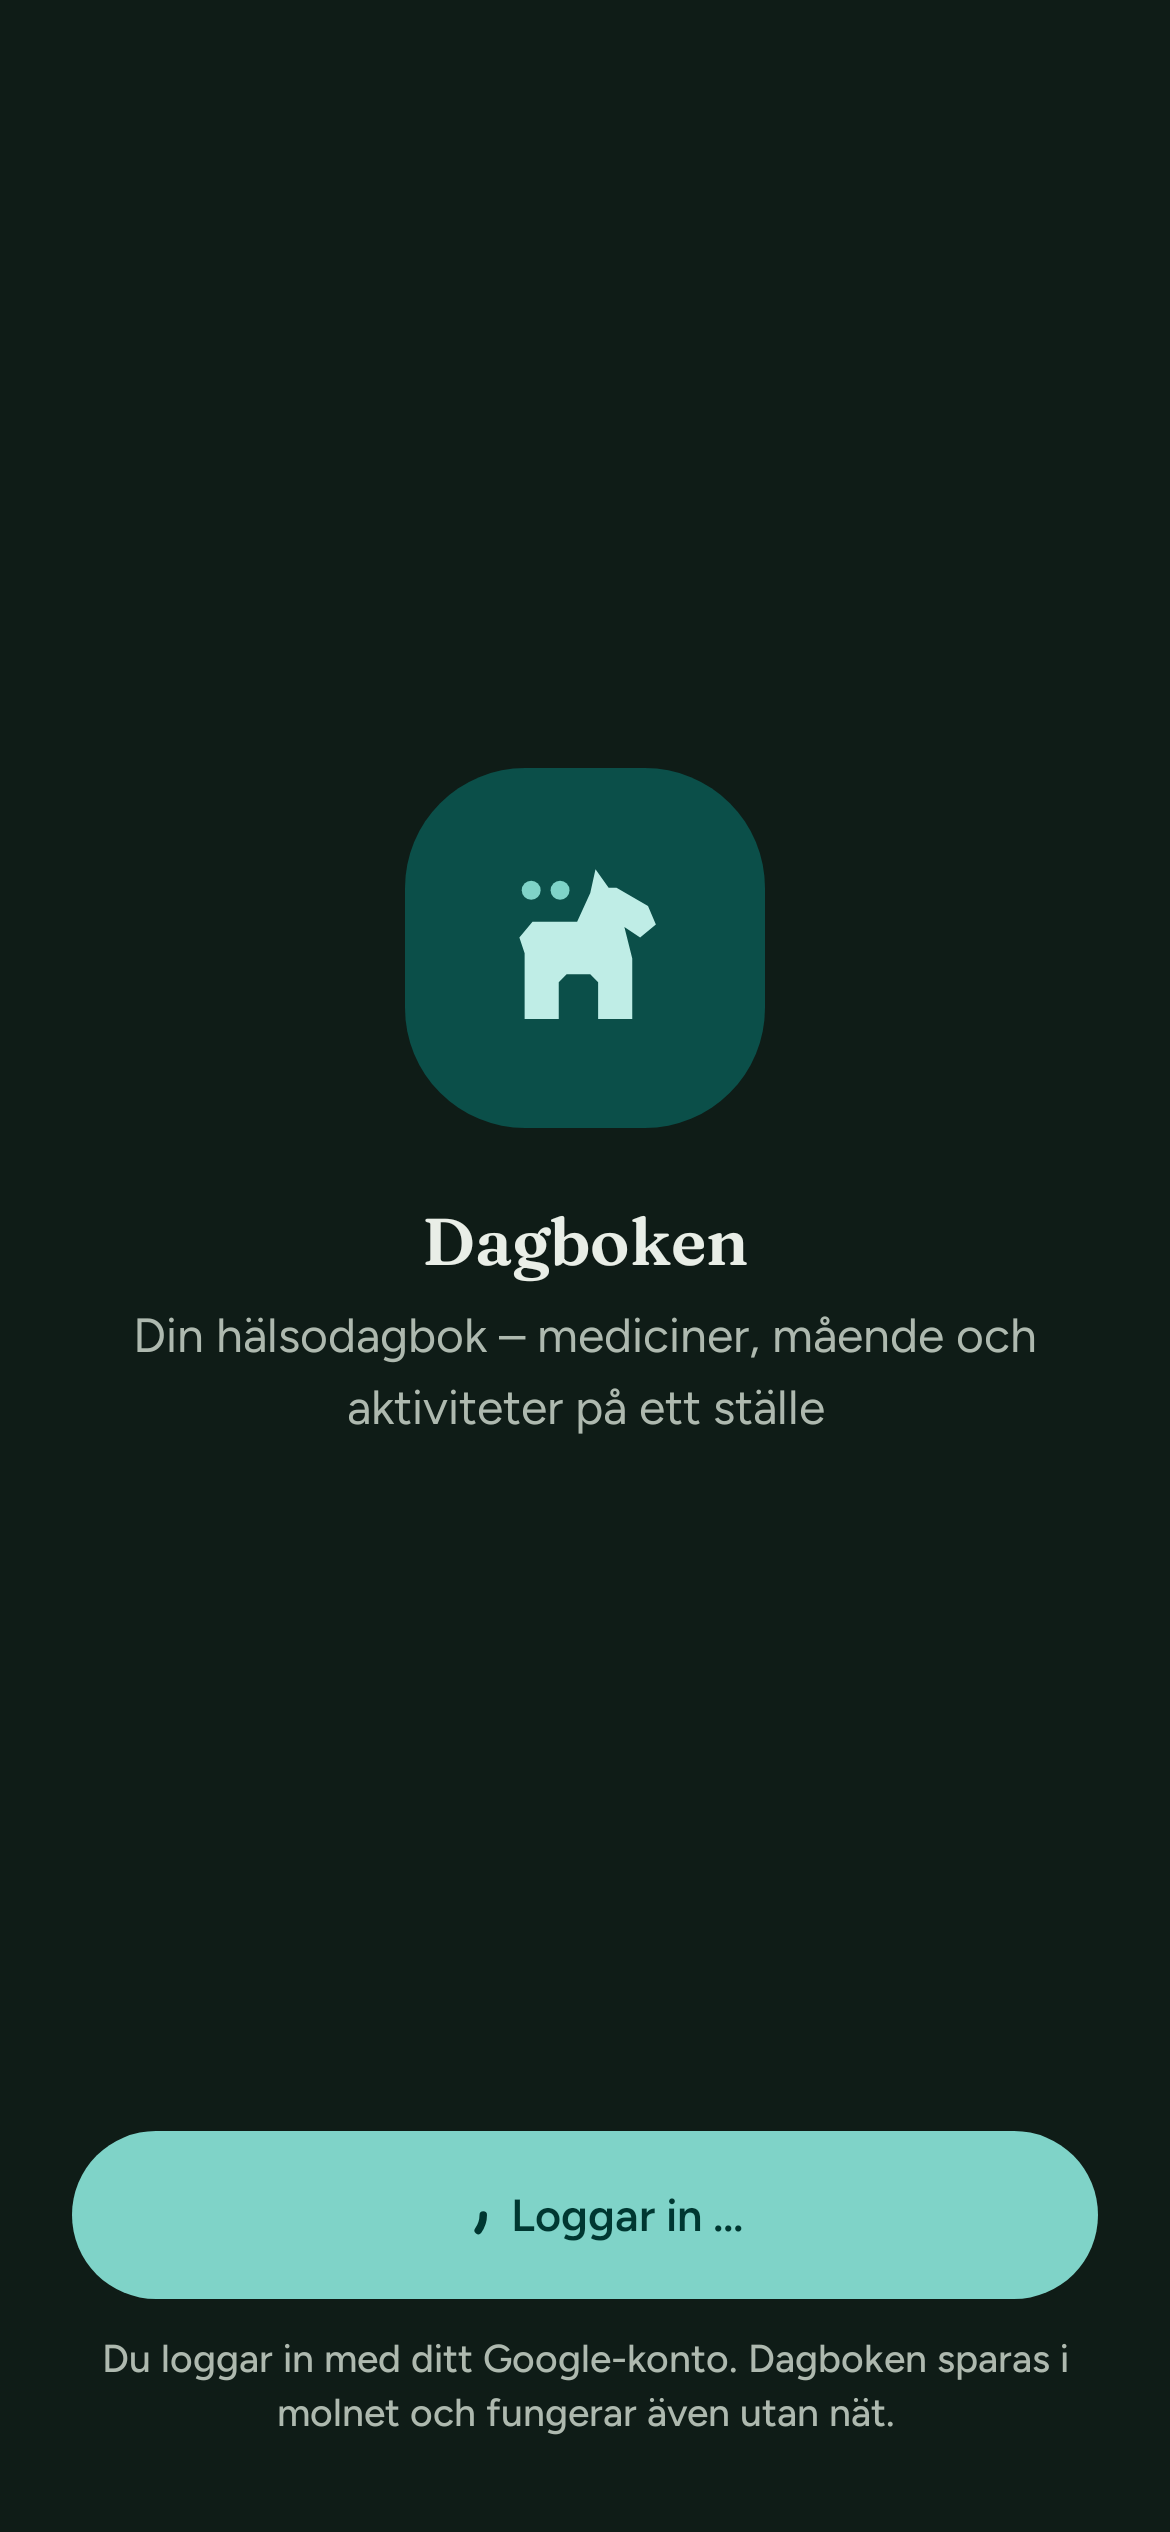 Dagboken
Din hälsodagbok – mediciner, mående och
aktiviteter på ett ställe
Loggar in ...
Du loggar in med ditt Google-konto. Dagboken sparas i
molnet och fungerar även utan nät.